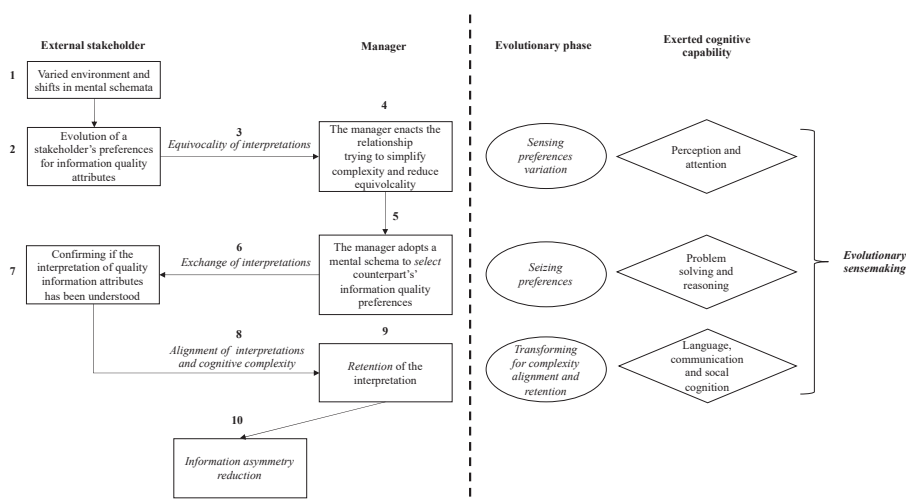 External stakeholder
Manager
Evolutionary phase
Exerted cognitive
capability
1
Varied environment and
shifts in mental schemata
2
Evolution of a
stakeholder's preferences
for information quality
attributes
3
Equivocality of interpretations
4
The manager enacts the
relationship
trying to simplify
complexity and reduce
equivolcality
Sensing
preferences
variation
Perception and
attention
5
The manager adopts a
mental schema to select
counterpart's'
information quality
preferences
6
Exchange of interpretations
7
Confirming if the
interpretation of quality
information attributes
has been understood
Seizing
preferences
Problem
solving and
reasoning
Evolutionary
sensemaking
8
Alignment of interpretations
and cognitive complexity
9
Retention of the
interpretation
Transforming
for complexity
alignment and
retention
Language,
communication
and socal
cognition
10
Information asymmetry
reduction